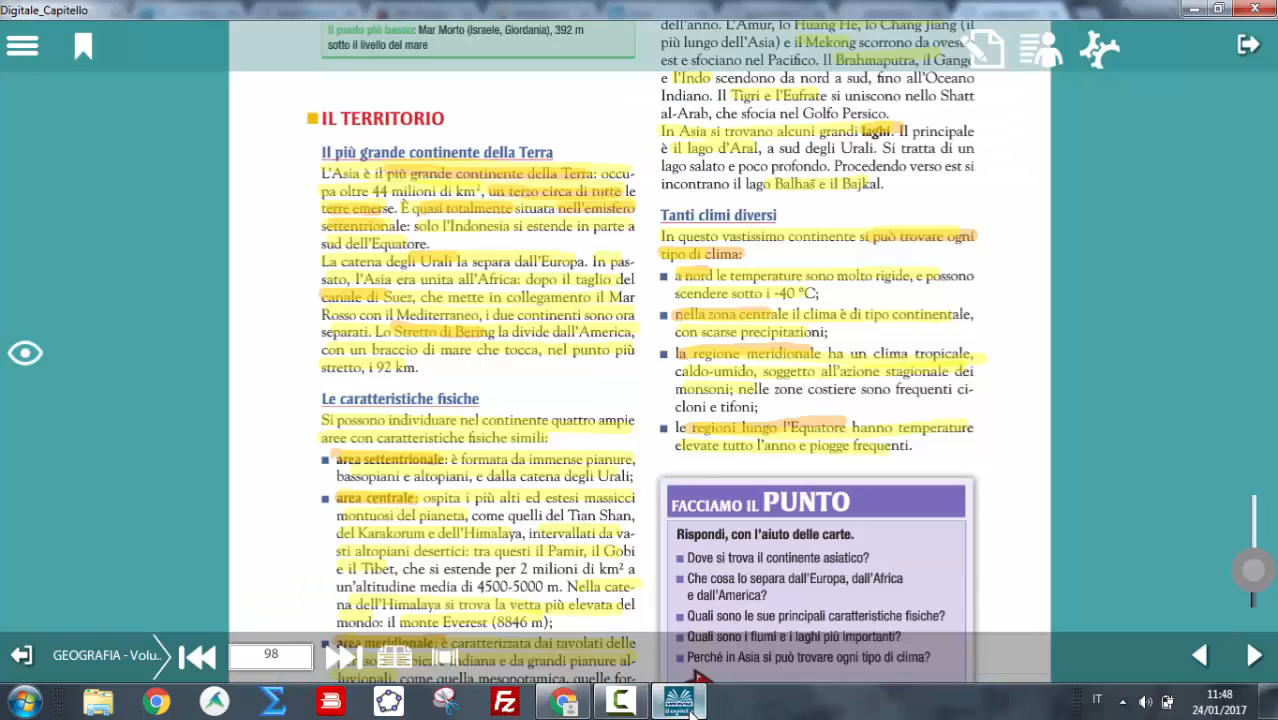 Digitale_Capitello
Il punto più basso: Mar Morto (Israele, Giordania), 392 m
sotto il livello del mare
IL TERRITORIO
Il più grande continente della Terra
L'Asia è il più grande continente della Terra: occu-
pa oltre 44 milioni di km², un terzo circa di tutte le
terre emerse. È quasi totalmente situata nell'emisfero
settentrionale: solo l'Indonesia si estende in parte a
sud dell'Equatore.
La catena degli Urali la separa dall'Europa. In pas-
sato, l'Asia era unita all'Africa: dopo il taglio del
canale di Suez, che mette in collegamento il Mar
Rosso con il Mediterraneo, i due continenti sono ora
separati. Lo Stretto di Bering la divide dall'America,
con un braccio di mare che tocca, nel punto più
stretto, i 92 km.
Le caratteristiche fisiche
Si possono individuare nel continente quattro ampie
aree con caratteristiche fisiche simili:
area settentrionale: è formata da immense pianure,
bassopiani e altopiani, e dalla catena degli Urali;
area centrale: ospita i più alti ed estesi massicci
montuosi del pianeta, come quelli del Tian Shan,
del Karakorum e dell'Himalaya, intervallati da va-
sti altopiani desertici: tra questi il Pamir, il Gobi
e il Tibet, che si estende per 2 milioni di km² a
un'altitudine media di 4500-5000 m. Nella cate-
na dell'Himalaya si trova la vetta più elevata del
mondo: il monte Everest (8846 m);
area meridionale: è caratterizzata dai tavolati delle
indiana e da grandi pianure al-
luvionali, come quella mesopotamica, quelle for-
dell'anno. L'Amur, lo Huang He, lo Chang Jiang (il
più lungo dell'Asia) e il Mekong scorrono da ovest
est e sfociano nel Pacifico. Il Brahmaputra, il Gange
e l'Indo scendono da nord a sud, fino all'Oceano
Indiano. Il Tigri e l'Eufrate si uniscono nello Shatt
al-Arab, che sfocia nel Golfo Persico.
In Asia si trovano alcuni grandi laghi. Il principale
è il lago d'Aral, a sud degli Urali. Si tratta di un
lago salato e poco profondo. Procedendo verso est si
incontrano il lago Balhaš e il Bajkal.
Tanti climi diversi
In questo vastissimo continente si può trovare ogni
tipo di clima:
a nord le temperature sono molto rigide, e possono
scendere sotto i -40 °C;
nella zona centrale il clima è di tipo continentale,
con scarse precipitazioni;
la regione meridionale ha un clima tropicale,
caldo-umido, soggetto all'azione stagionale dei
monsoni; nelle zone costiere sono frequenti ci-
cloni e tifoni;
le regioni lungo l'Equatore hanno temperature
elevate tutto l'anno e piogge frequenti.
FACCIAMO IL PUNTO
Rispondi, con l'aiuto delle carte.
Dove si trova il continente asiatico?
Che cosa lo separa dall'Europa, dall'Africa
e dall'America?
Quali sono le sue principali caratteristiche fisiche?
Quali sono i fiumi e i laghi più importanti?
Perché in Asia si può trovare ogni tipo di clima?
GEOGRAFIA - Volu...
98
IT
11:48
24/01/2017